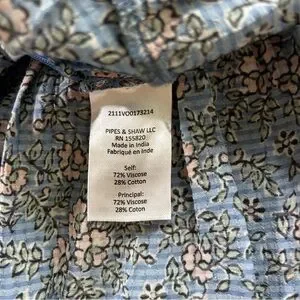 2111VO0173214
PIPES & SHAW LLC
RN 155820
Made in India
Fabriqué en Inde
Self:
72% Viscose
28% Cotton
Principal:
72% Viscose
28% Cotton